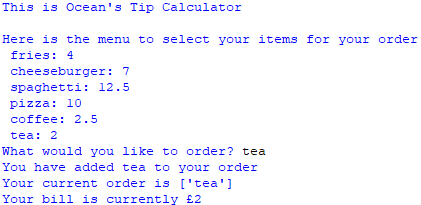 This is Ocean's Tip Calculator
Here is the menu to select your items for your order
fries: 4
cheeseburger: 7
spaghetti: 12.5
pizza: 10
coffee: 2.5
tea: 2
What would you like to order? tea
You have added tea to your order
Your current order is ['tea']
Your bill is currently £2